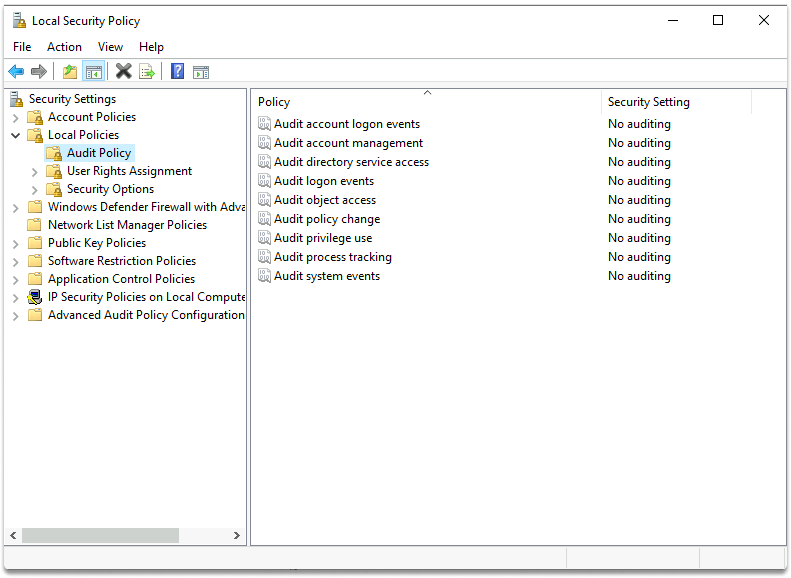 Local Security Policy
File Action View Help
Security Settings
Account Policies
Local Policies
Audit Policy
User Rights Assignment
Security Options
Windows Defender Firewall with Adva
Network List Manager Policies
Public Key Policies
Software Restriction Policies
Application Control Policies
IP Security Policies on Local Compute
Advanced Audit Policy Configuration
Policy Security Setting
Audit account logon events No auditing
Audit account management No auditing
Audit directory service access No auditing
Audit logon events No auditing
Audit object access No auditing
Audit policy change No auditing
Audit privilege use No auditing
Audit process tracking No auditing
Audit system events No auditing